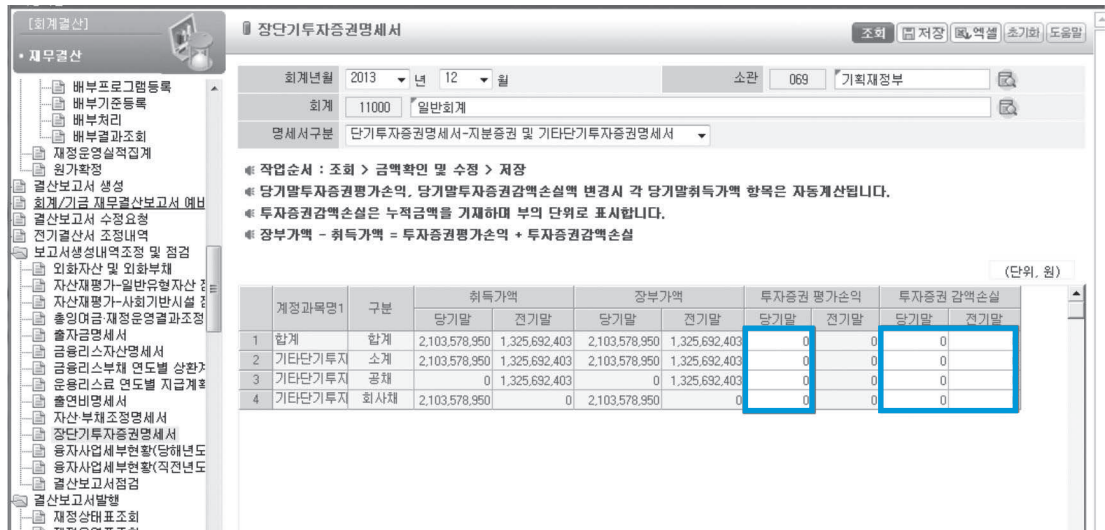 [회계결산]
• 재무결산
배부프로그램등록
배부기준등록
배부처리
배부결과조회
재정운영실적집계
원가확정
결산보고서 생성
회계/기금 재무결산보고서 예비
결산보고서 수정요청
전기결산서 조정내역
보고서생성내역조정 및 점검
외화자산 및 외화부채
자산재평가-일반유형자산
자산재평가-사회기반시설
총잉여금·재정운영결과조정
출자금명세서
금융리스자산명세서
금융리스부채 연도별 상환
운용리스료 연도별 지급계획
출연비명세서
자산·부채조정명세서
장단기투자증권명세서
융자사업세부현황(당해년도
융자사업세부현황(직전년도
결산보고서점검
결산보고서발행
재정상태표조회
장단기투자증권명세서
조회 저장 엑셀 초기화 도움말
회계년월 2013 년 12 월 소관 069 기획재정부
회계 11000 일반회계
명세서구분 단기투자증권명세서-지분증권 및 기타단기투자증권명세서
작업순서 : 조회 > 금액확인 및 수정 > 저장
당기말투자증권평가손익, 당기말투자증권감액손실액 변경시 각 당기말취득가액 항목은 자동계산됩니다.
투자증권감액손실은 누적금액을 기재하며 부의 단위로 표시합니다.
장부가액 - 취득가액 = 투자증권평가손익 + 투자증권감액손실
(단위, 원)
계정과목명1 구분 취득가액 장부가액 투자증권 평가손익 투자증권 감액손실
당기말 전기말 당기말 전기말 당기말 전기말 당기말 전기말
1 합계 합계 2,103,578,950 1,325,692,403 2,103,578,950 1,325,692,403 0 0 0
2 기타단기투자 소계 2,103,578,950 1,325,692,403 2,103,578,950 1,325,692,403 0 0 0
3 기타단기투자 공채 0 1,325,692,403 0 1,325,692,403 0 0 0
4 기타단기투자 회사채 2,103,578,950 0 2,103,578,950 0 0 0 0